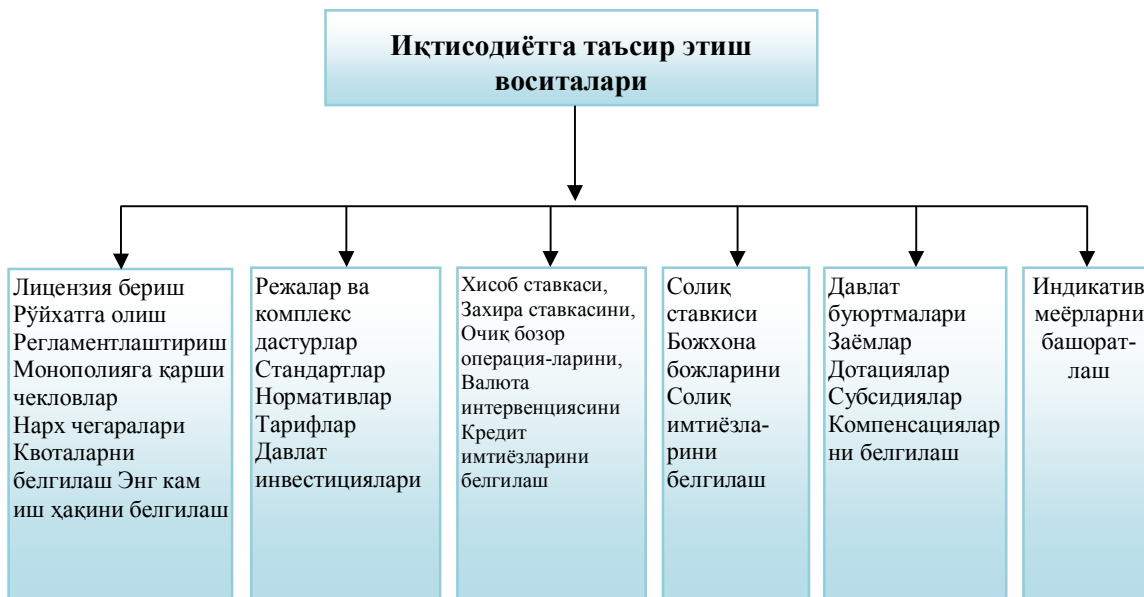 Иқтисодиётга таъсир этиш
воситалари
Лицензия бериш
Рўйхатга олиш
Регламентлаштириш
Монополияга қарши
чекловлар
Нарх чегаралари
Квоталарни
белгилаш Энг кам
иш ҳақини белгилаш
Режалар ва
комплекс
дастурлар
Стандартлар
Нормативлар
Тарифлар
Давлат
инвестициялари
Хисоб ставкаси,
Захира ставкасини,
Очиқ бозор
операция-ларини,
Валюта
интервенциясини
Кредит
имтиёзларини
белгилаш
Солиқ
ставкиси
Божхона
божларини
Солиқ
имтиёзла-
рини
белгилаш
Давлат
буюртмалари
Заёмлар
Дотациялар
Субсидиялар
Компенсациялар
ни белгилаш
Индикатив
меёрларни
башорат-
лаш